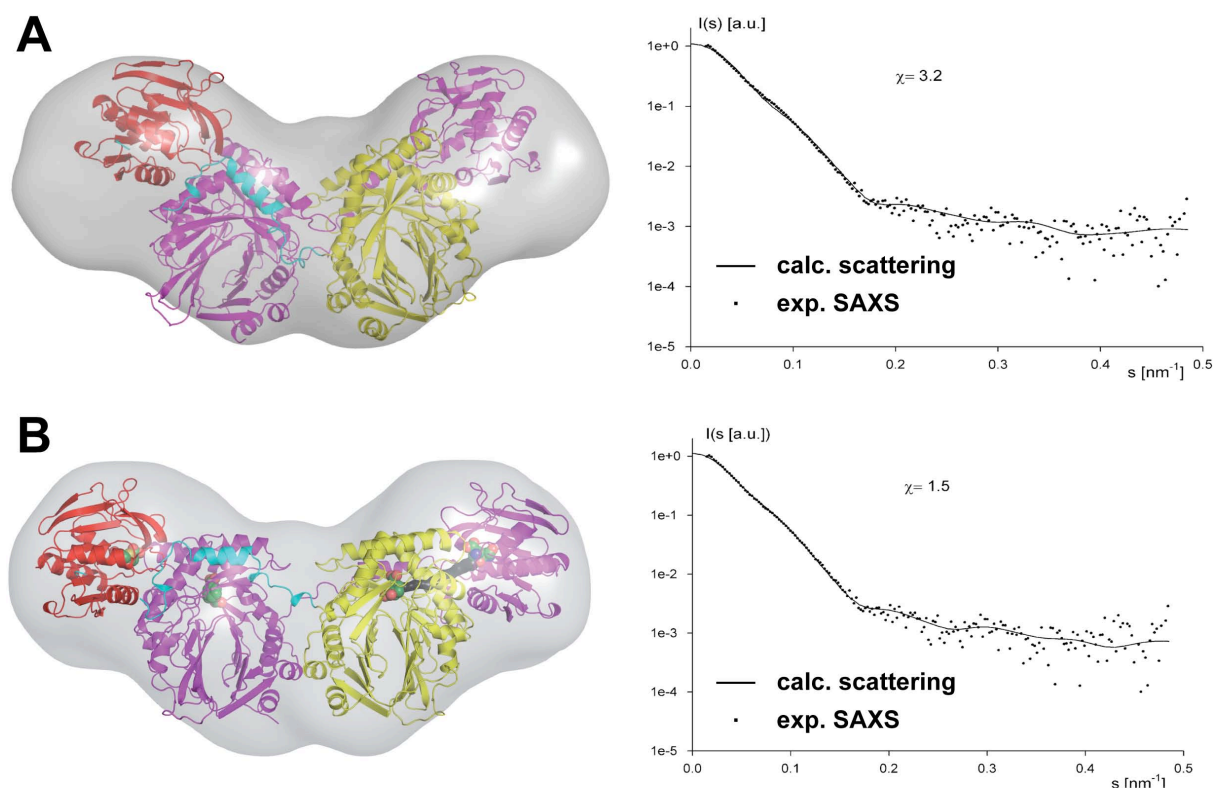 A
I(s) [a.u.]
1e+0
χ= 3.2
1e-1
1e-2
1e-3
calc. scattering
exp. SAXS
1e-4
1e-5
0.0 0.1 0.2 0.3 0.4 0.5
s [nm⁻¹]
B
I(s [a.u.])
1e+0
χ= 1.5
1e-1
1e-2
1e-3
calc. scattering
1e-4
exp. SAXS
1e-5
0.0 0.1 0.2 0.3 0.4 0.5
s [nm⁻¹]